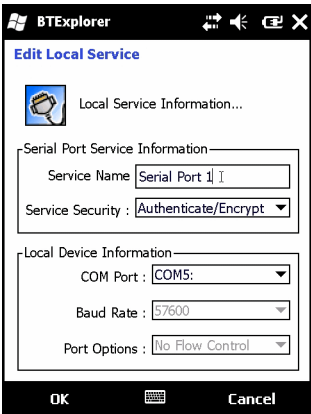 BTExplorer
Edit Local Service
Local Service Information...
Serial Port Service Information
Service Name Serial Port 1
Service Security : Authenticate/Encrypt
Local Device Information
COM Port : COM5:
Baud Rate : 57600
Port Options : No Flow Control
OK Cancel